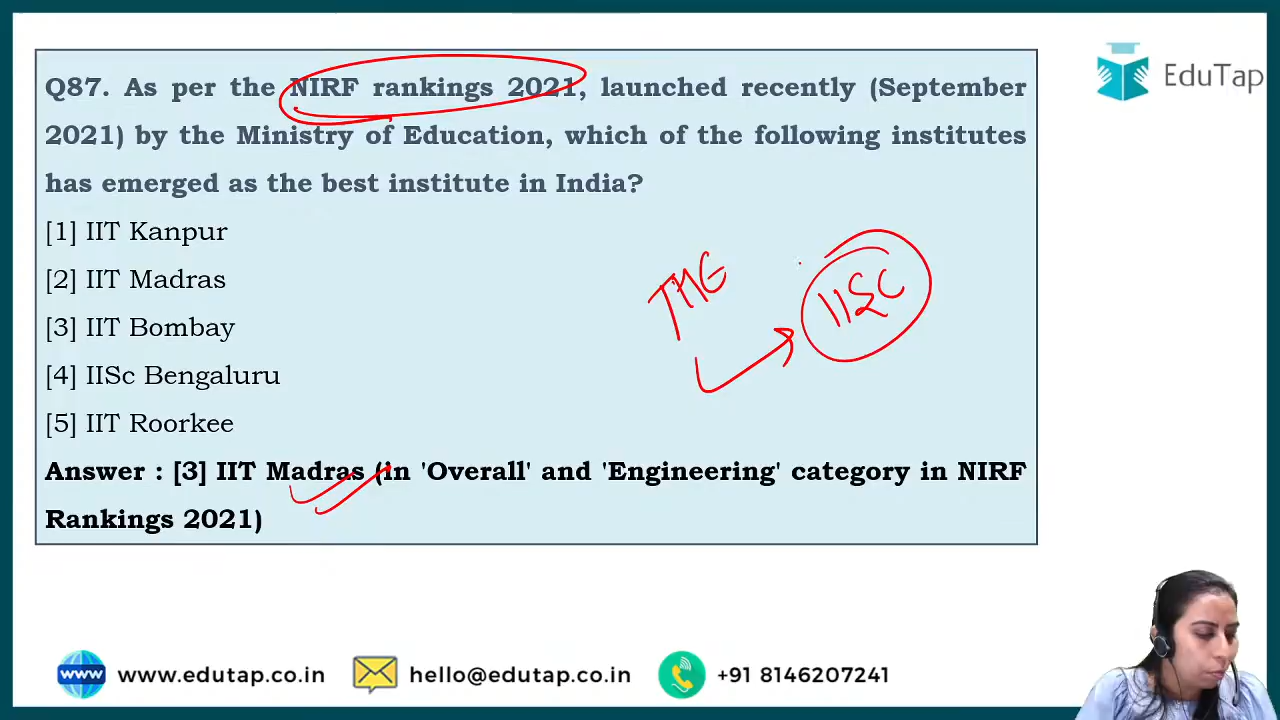 Q87. As per the NIRF rankings 2021, launched recently (September
2021) by the Ministry of Education, which of the following institutes
has emerged as the best institute in India?
[1] IIT Kanpur
[2] IIT Madras
[3] IIT Bombay
[4] IISc Bengaluru
[5] IIT Roorkee
Answer : [3] IIT Madras (in 'Overall' and 'Engineering' category in NIRF
Rankings 2021)
THE
IISC
EduTap
www.edutap.co.in
hello@edutap.co.in
+91 8146207241